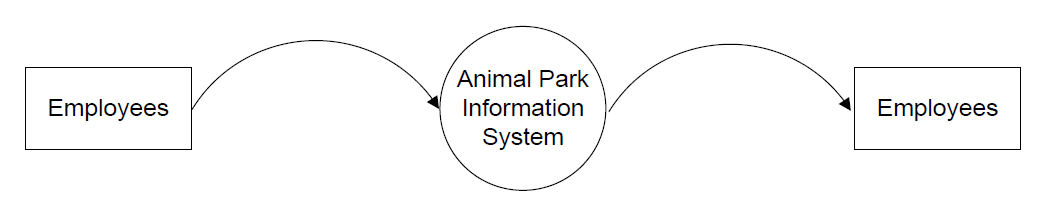 Employees
Animal Park
Information
System
Employees